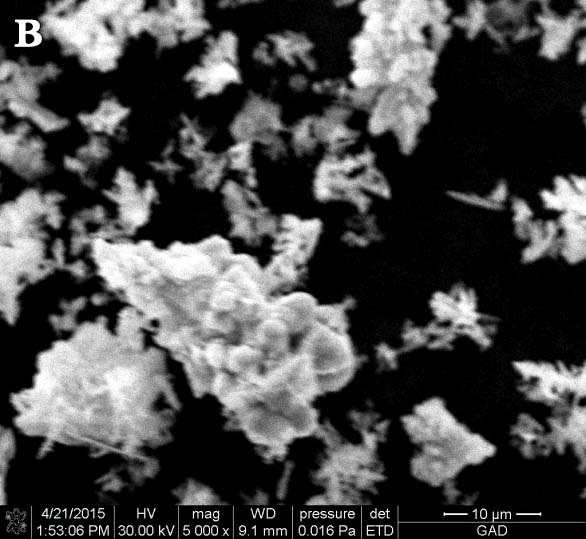 B
4/21/2015 HV mag WD pressure det 10 µm
1:53:06 PM 30.00 kV 5 000 x 9.1 mm 0.016 Pa ETD GAD